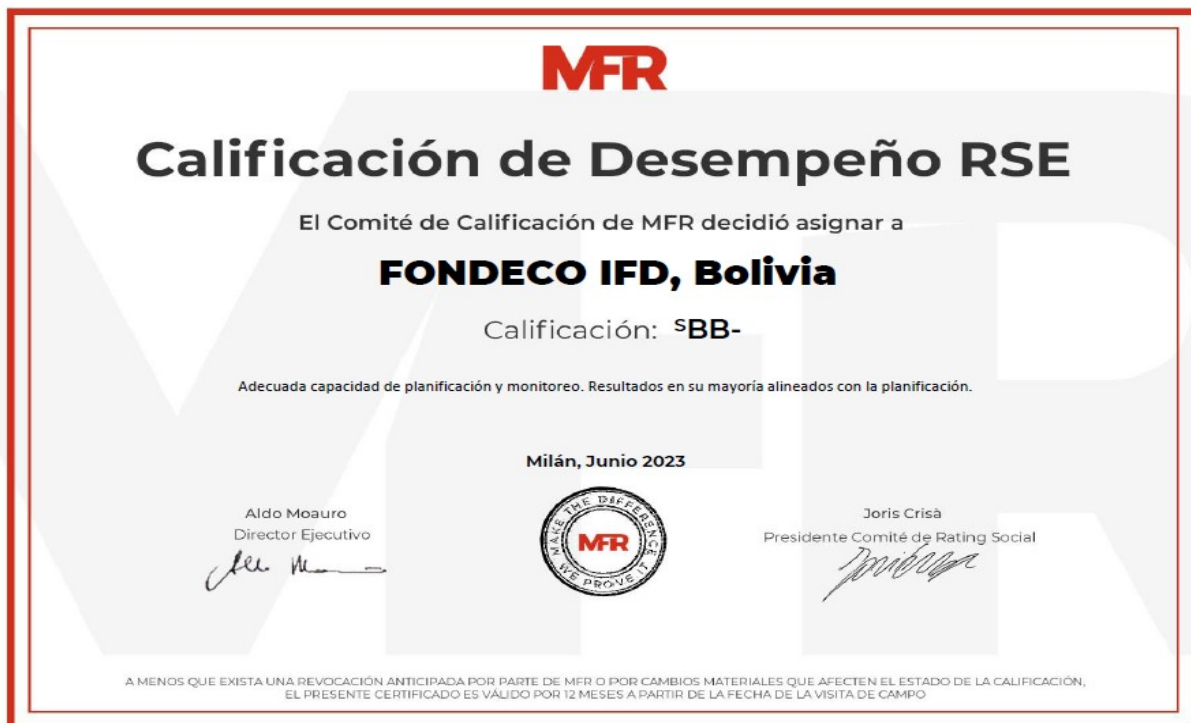 MFR
Calificación de Desempeño RSE
El Comité de Calificación de MFR decidió asignar a
FONDECO IFD, Bolivia
Calificación: ˢBB-
Adecuada capacidad de planificación y monitoreo. Resultados en su mayoría alineados con la planificación.
Milán, Junio 2023
Aldo Moauro
Director Ejecutivo
MAKE THE DIFFERENCE
MFR
WE PROVE IT
Joris Crisà
Presidente Comité de Rating Social
A MENOS QUE EXISTA UNA REVOCACIÓN ANTICIPADA POR PARTE DE MFR O POR CAMBIOS MATERIALES QUE AFECTEN EL ESTADO DE LA CALIFICACIÓN,
EL PRESENTE CERTIFICADO ES VÁLIDO POR 12 MESES A PARTIR DE LA FECHA DE LA VISITA DE CAMPO